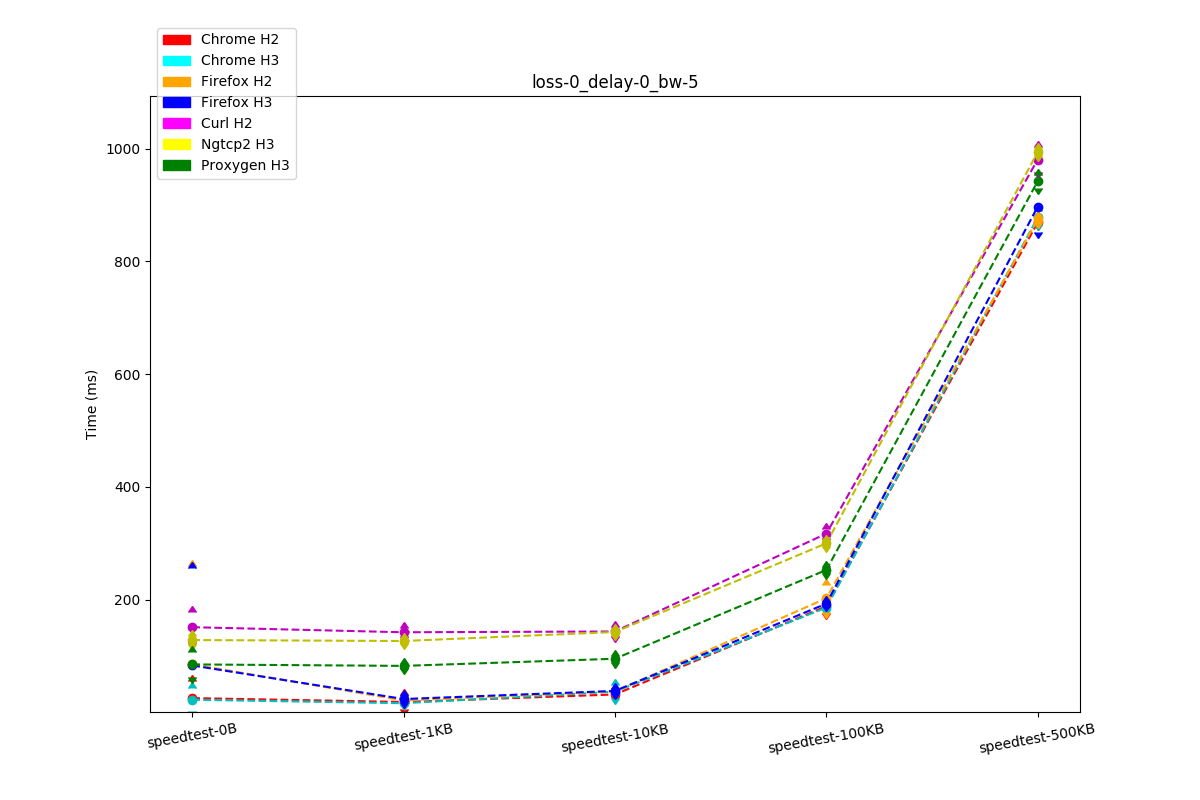 Chrome H2
Chrome H3
Firefox H2
Firefox H3
Curl H2
Ngtcp2 H3
Proxygen H3
loss-0_delay-0_bw-5
1000
800
600
400
200
Time (ms)
speedtest-0B
speedtest-1KB
speedtest-10KB
speedtest-100KB
speedtest-500KB